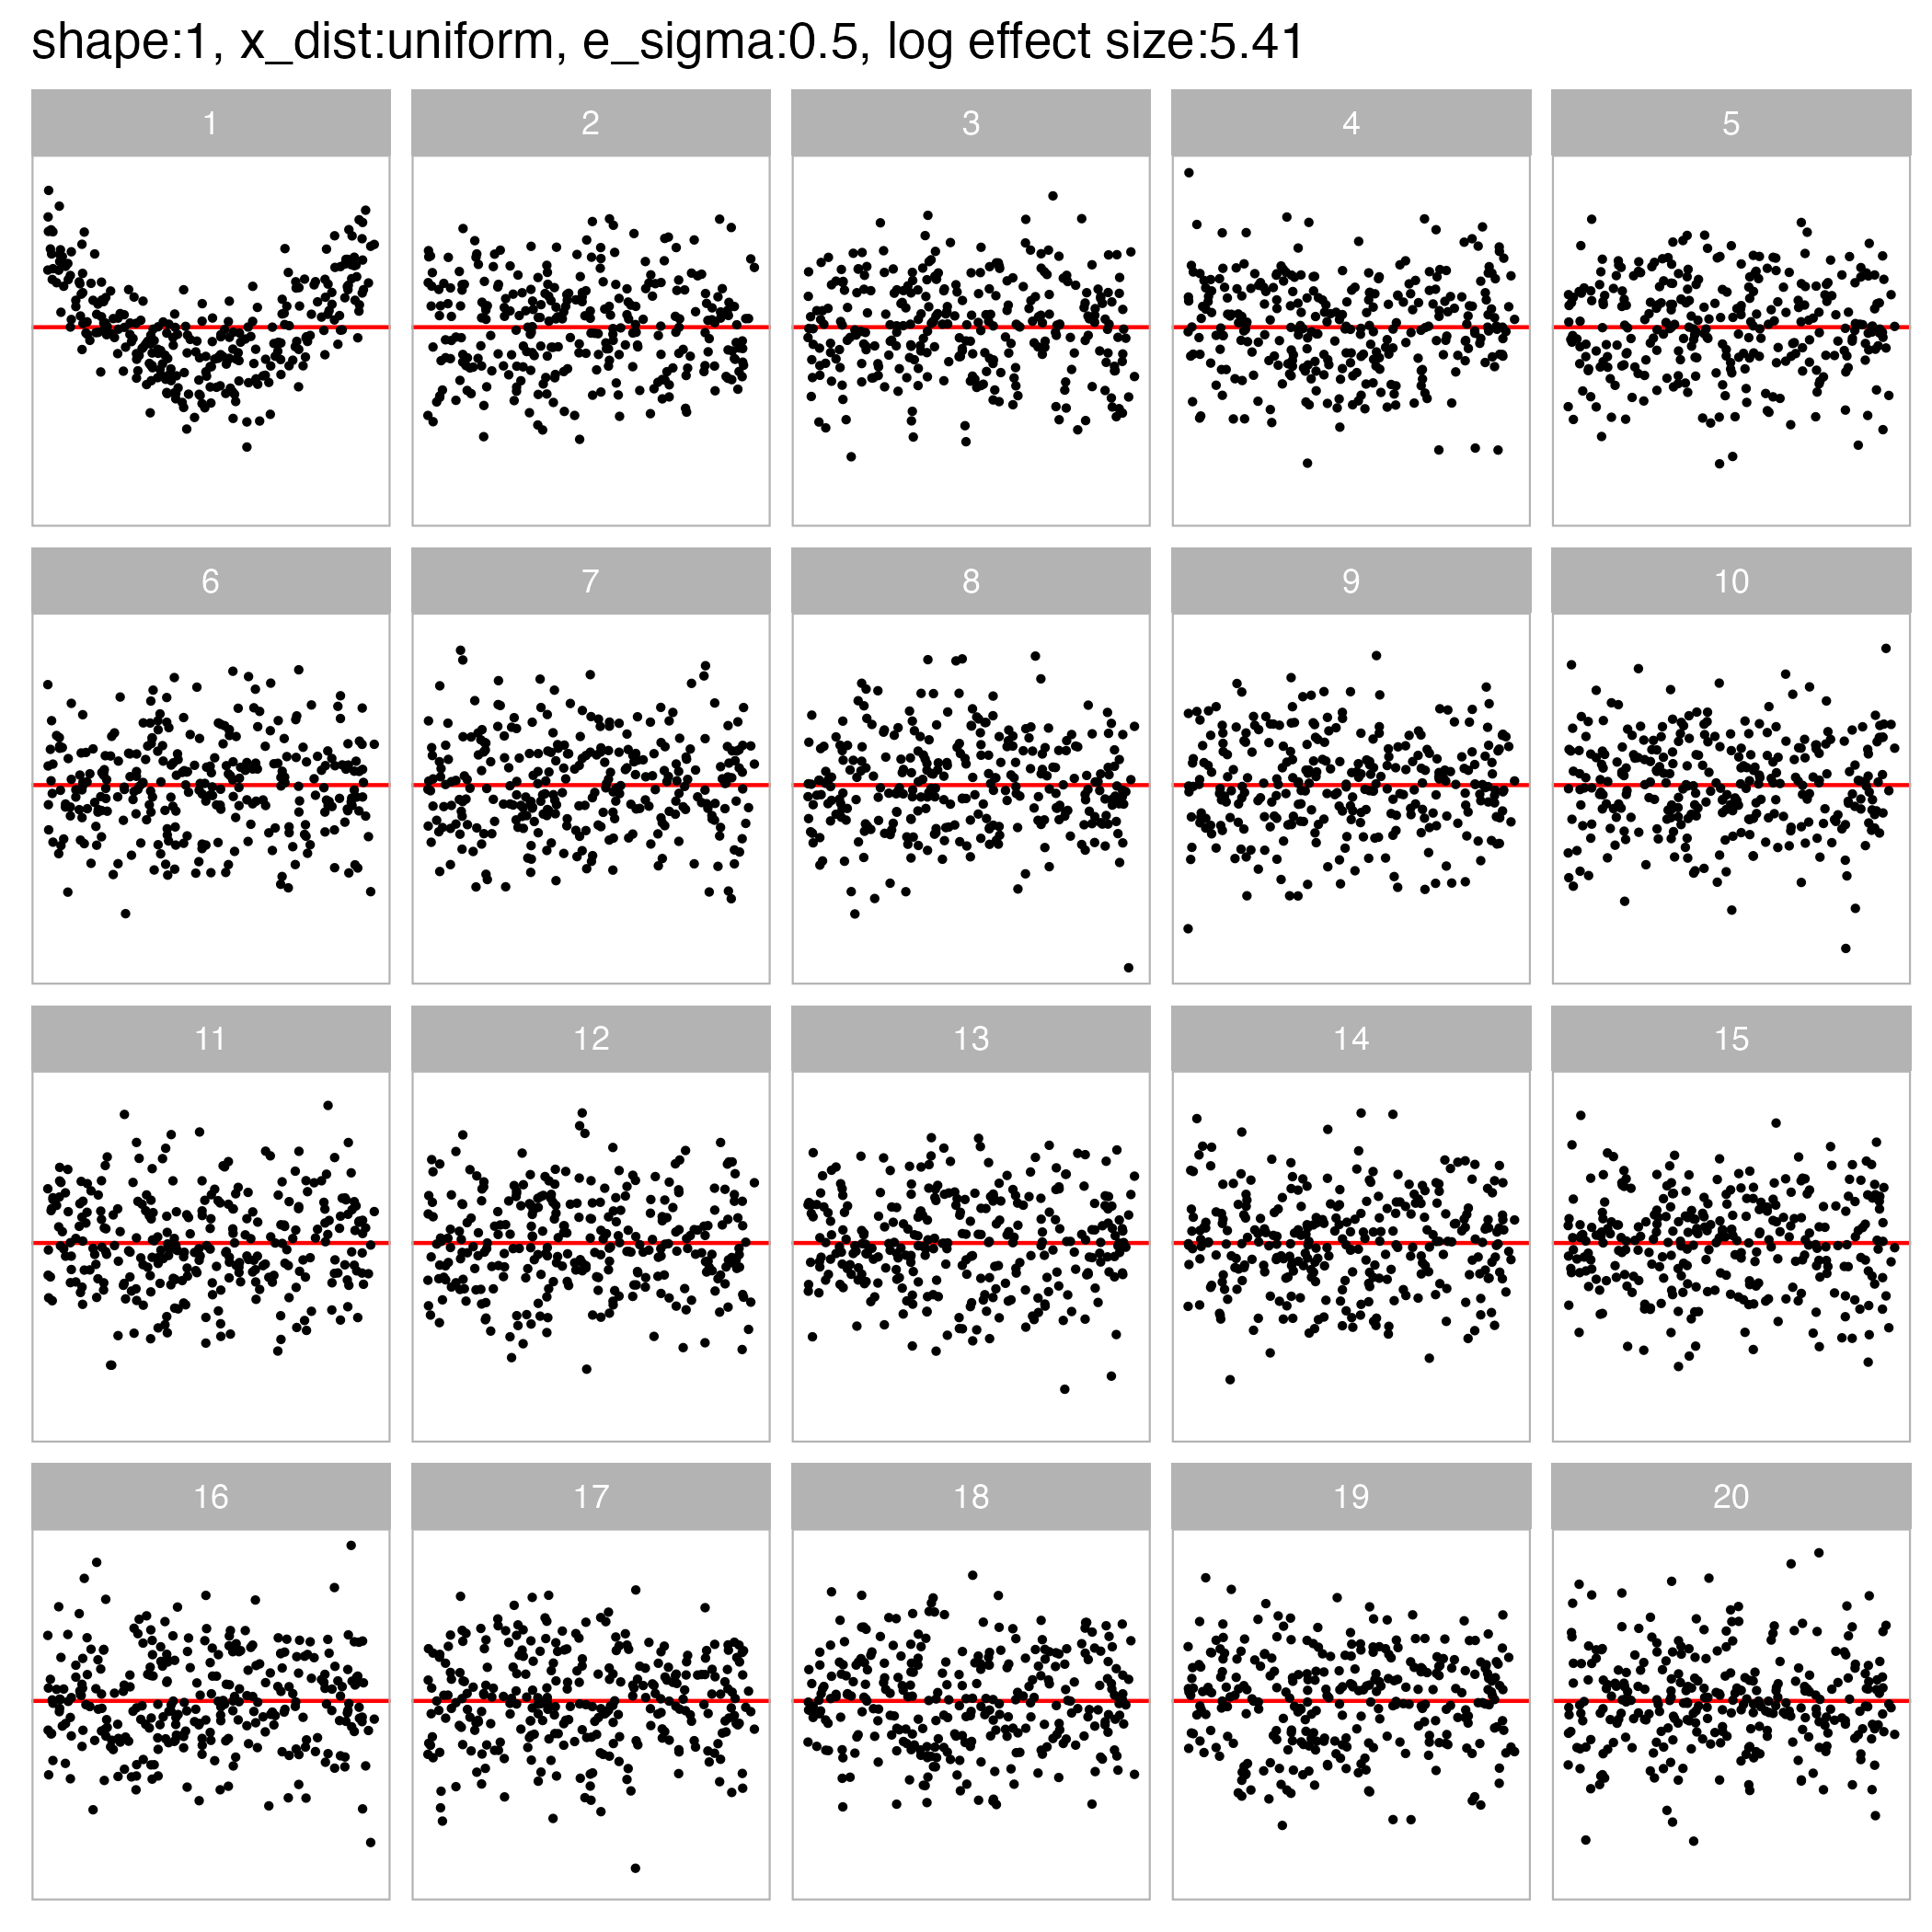 shape:1, x_dist:uniform, e_sigma:0.5, log effect size:5.41
1 2 3 4 5
6 7 8 9 10
11 12 13 14 15
16 17 18 19 20